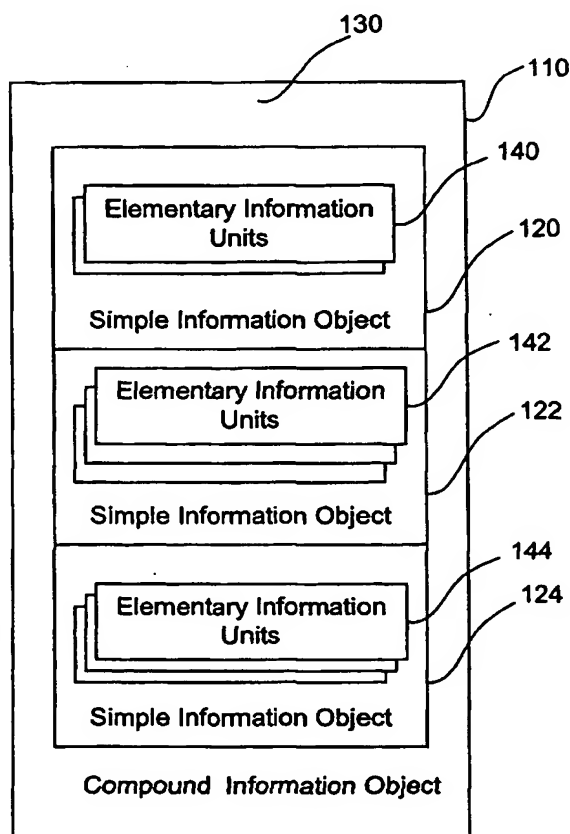 130
110
140
Elementary Information
Units
120
Simple Information Object
142
Elementary Information
Units
122
Simple Information Object
144
Elementary Information
Units
124
Simple Information Object
Compound Information Object